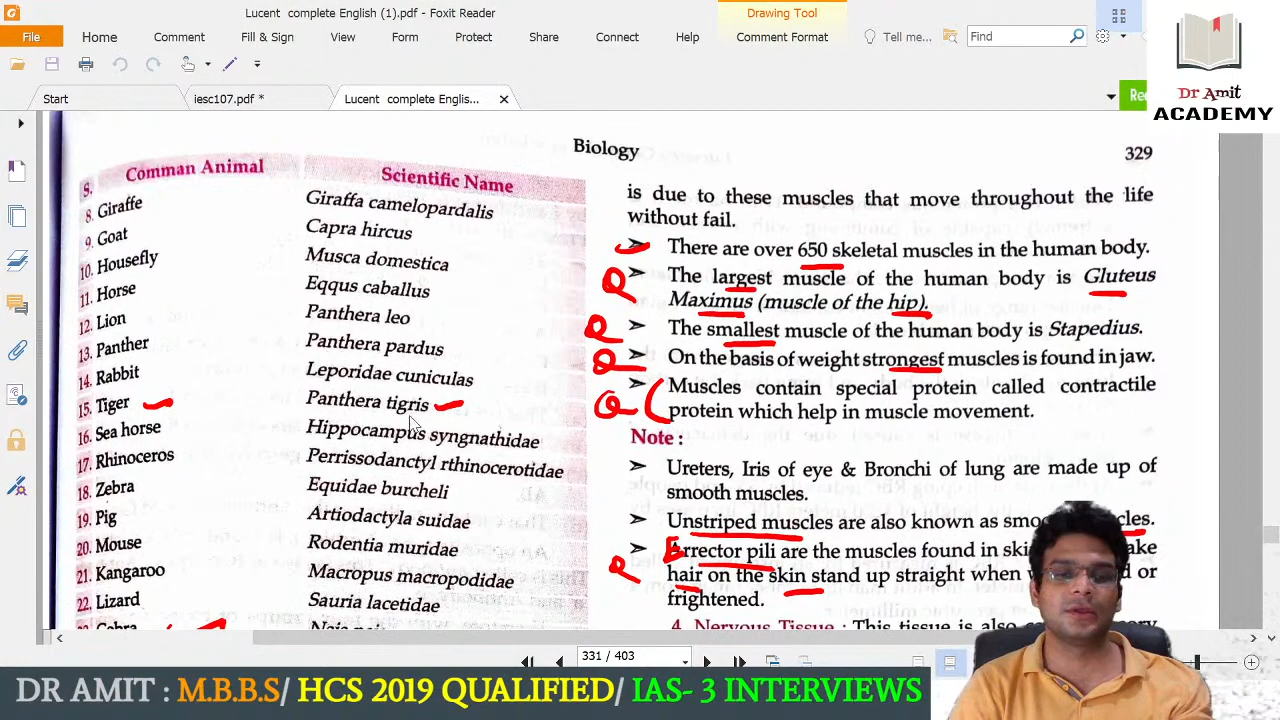 Lucent complete English (1).pdf - Foxit Reader
Drawing Tool
File
Home
Comment
Fill & Sign
View
Form
Protect
Share
Connect
Help
Comment Format
Tell me...
Find
Start
iesc107.pdf *
Lucent complete Englis...
Dr Amit
ACADEMY
Biology
329
S.
Comman Animal
Scientific Name
8. Giraffe
Giraffa camelopardalis
9. Goat
Capra hircus
10. Housefly
Musca domestica
11. Horse
Eqqus caballus
12. Lion
Panthera leo
13. Panther
Panthera pardus
14. Rabbit
Leporidae cuniculas
15. Tiger
Panthera tigris
16. Sea horse
Hippocampus syngnathidae
17. Rhinoceros
Perrissodanctyl rthinocerotidae
18. Zebra
Equidae burcheli
19. Pig
Artiodactyla suidae
20. Mouse
Rodentia muridae
21. Kangaroo
Macropus macropodidae
22. Lizard
Sauria lacetidae
is due to these muscles that move throughout the life
without fail.
➢ There are over 650 skeletal muscles in the human body.
➢ The largest muscle of the human body is Gluteus
Maximus (muscle of the hip).
➢ The smallest muscle of the human body is Stapedius.
➢ On the basis of weight strongest muscles is found in jaw.
➢ Muscles contain special protein called contractile
protein which help in muscle movement.
Note :
➢ Ureters, Iris of eye & Bronchi of lung are made up of
smooth muscles.
➢ Unstriped muscles are also known as
➢ Arrector pili are the muscles found in
hair on the skin stand up straight when or
frightened.
4. Nervous Tissue : This tissue is also
331 / 403
DR AMIT : M.B.B.S/ HCS 2019 QUALIFIED/ IAS- 3 INTERVIEWS